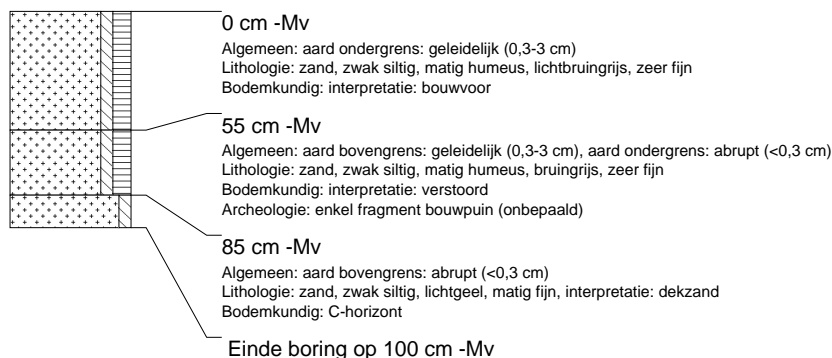 0 cm -Mv
Algemeen: aard ondergrens: geleidelijk (0,3-3 cm)
Lithologie: zand, zwak siltig, matig humeus, lichtbruingrijs, zeer fijn
Bodemkundig: interpretatie: bouwvoor
55 cm -Mv
Algemeen: aard bovengrens: geleidelijk (0,3-3 cm), aard ondergrens: abrupt (<0,3 cm)
Lithologie: zand, zwak siltig, matig humeus, bruingrijs, zeer fijn
Bodemkundig: interpretatie: verstoord
Archeologie: enkel fragment bouwpuin (onbepaald)
85 cm -Mv
Algemeen: aard bovengrens: abrupt (<0,3 cm)
Lithologie: zand, zwak siltig, lichtgeel, matig fijn, interpretatie: dekzand
Bodemkundig: C-horizont
Einde boring op 100 cm -Mv